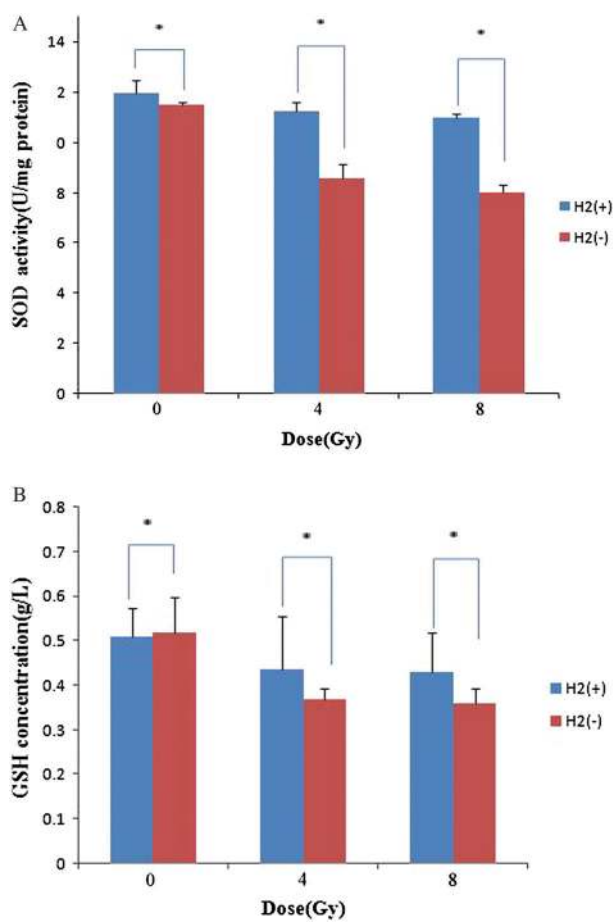 A
*
*
*
14
2
0
8
6
4
2
0
SOD activity(U/mg protein)
H2(+)
H2(-)
0 4 8
Dose(Gy)
B
*
*
*
0.8
0.7
0.6
0.5
0.4
0.3
0.2
0.1
0
GSH concentration(g/L)
H2(+)
H2(-)
0 4 8
Dose(Gy)